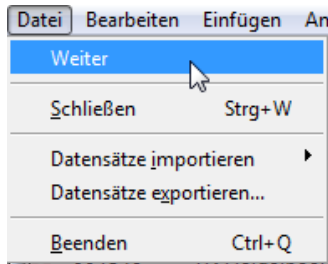 Datei Bearbeiten Einfügen An
Weiter
Schließen Strg+W
Datensätze importieren
Datensätze exportieren...
Beenden Ctrl+Q